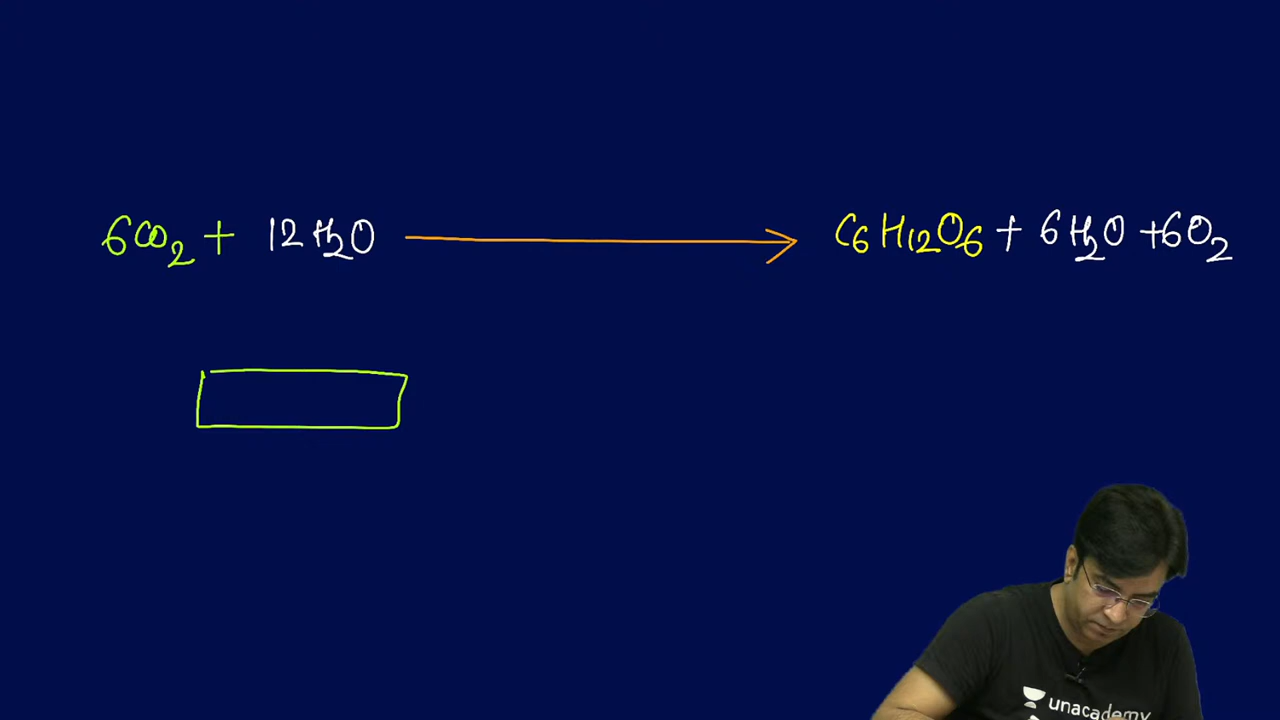 6CO2 + 12H2O → C6H12O6 + 6H2O + 6O2
unacademy